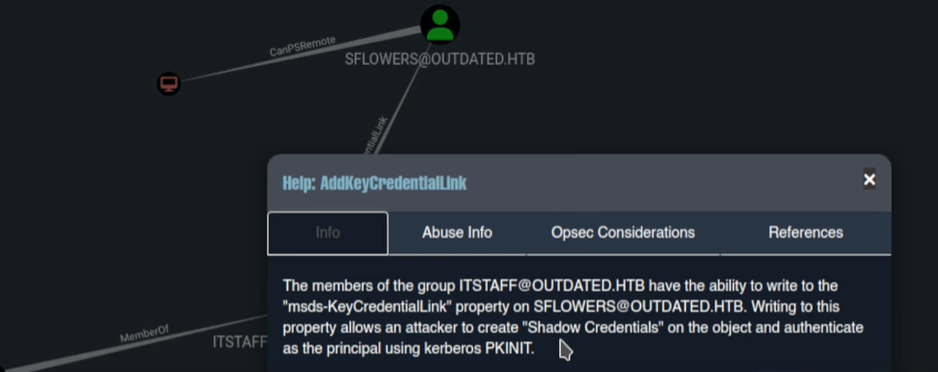 CanPSRemote
SFLOWERS@OUTDATED.HTB
ntialLink
Help: AddKeyCredentialLink
Info
Abuse Info
Opsec Considerations
References
The members of the group ITSTAFF@OUTDATED.HTB have the ability to write to the
"msds-KeyCredentialLink" property on SFLOWERS@OUTDATED.HTB. Writing to this
property allows an attacker to create "Shadow Credentials" on the object and authenticate
as the principal using kerberos PKINIT.
MemberOf
ITSTAFF